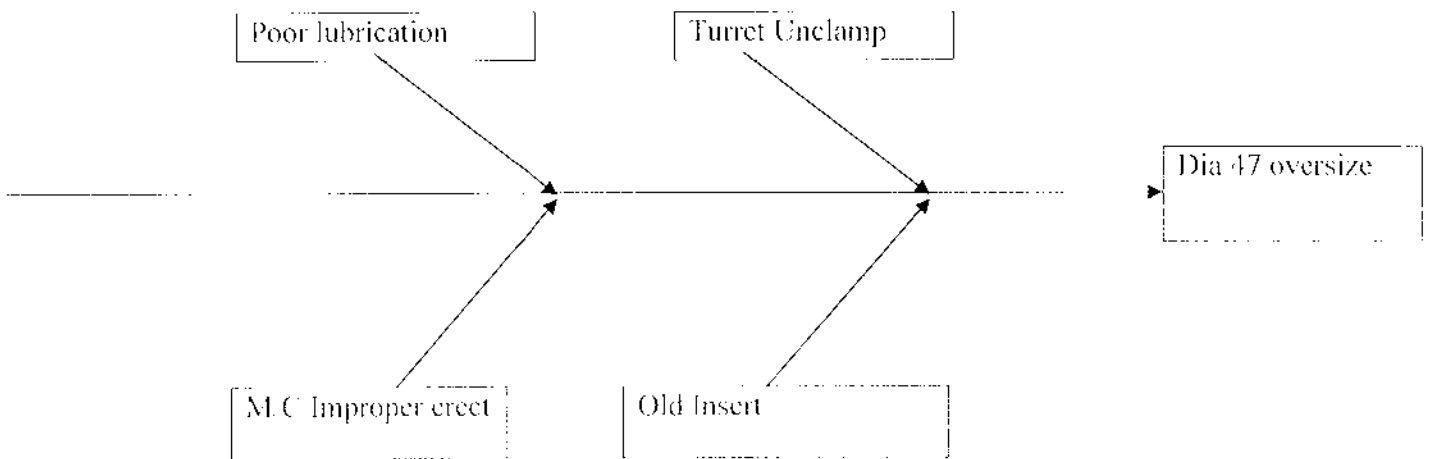 Poor lubrication
Turret Unclamp
Dia 47 oversize
M.C Improper erect
Old Insert